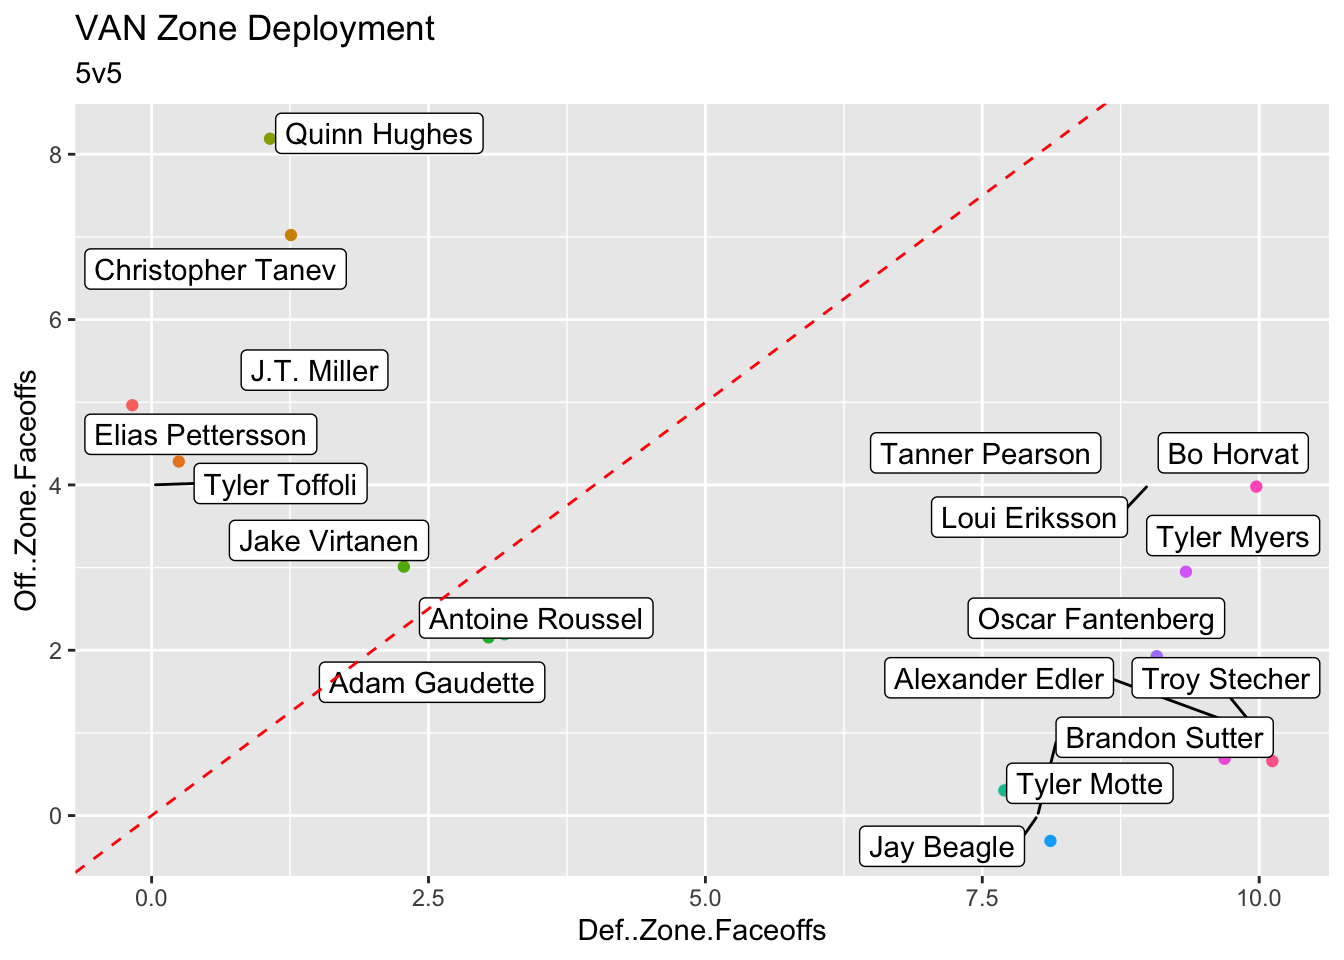 VAN Zone Deployment
5v5
Quinn Hughes
Christopher Tanev
J.T. Miller
Elias Pettersson
Tyler Toffoli
Jake Virtanen
Antoine Roussel
Adam Gaudette
Tanner Pearson
Bo Horvat
Loui Eriksson
Tyler Myers
Oscar Fantenberg
Alexander Edler
Troy Stecher
Brandon Sutter
Tyler Motte
Jay Beagle
Off..Zone.Faceoffs
8
6
4
2
0
0.0
2.5
5.0
7.5
10.0
Def..Zone.Faceoffs